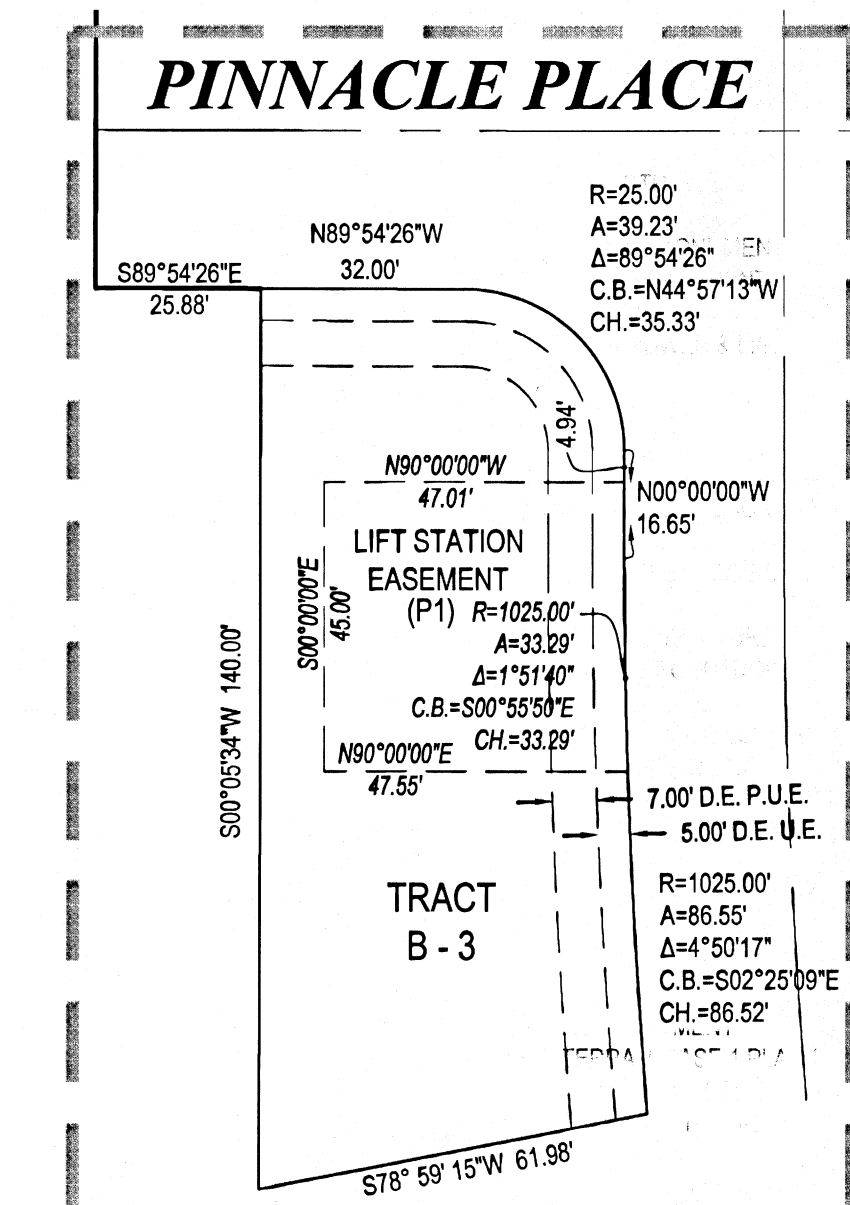 PINNACLE PLACE
R=25.00'
A=39.23'
Δ=89°54'26"
C.B.=N44°57'13"W
CH.=35.33'
N89°54'26"W
32.00'
S89°54'26"E
25.88'
4.94'
N90°00'00"W
47.01'
N00°00'00"W
16.65'
LIFT STATION
EASEMENT
(P1)
S00°00'00"E
45.00'
R=1025.00'
A=33.29'
Δ=1°51'40"
C.B.=S00°55'50"E
CH.=33.29'
N90°00'00"E
47.55'
S00°05'34"W 140.00'
7.00' D.E. P.U.E.
5.00' D.E. U.E.
TRACT
B - 3
R=1025.00'
A=86.55'
Δ=4°50'17"
C.B.=S02°25'09"E
CH.=86.52'
S78° 59' 15"W 61.98'